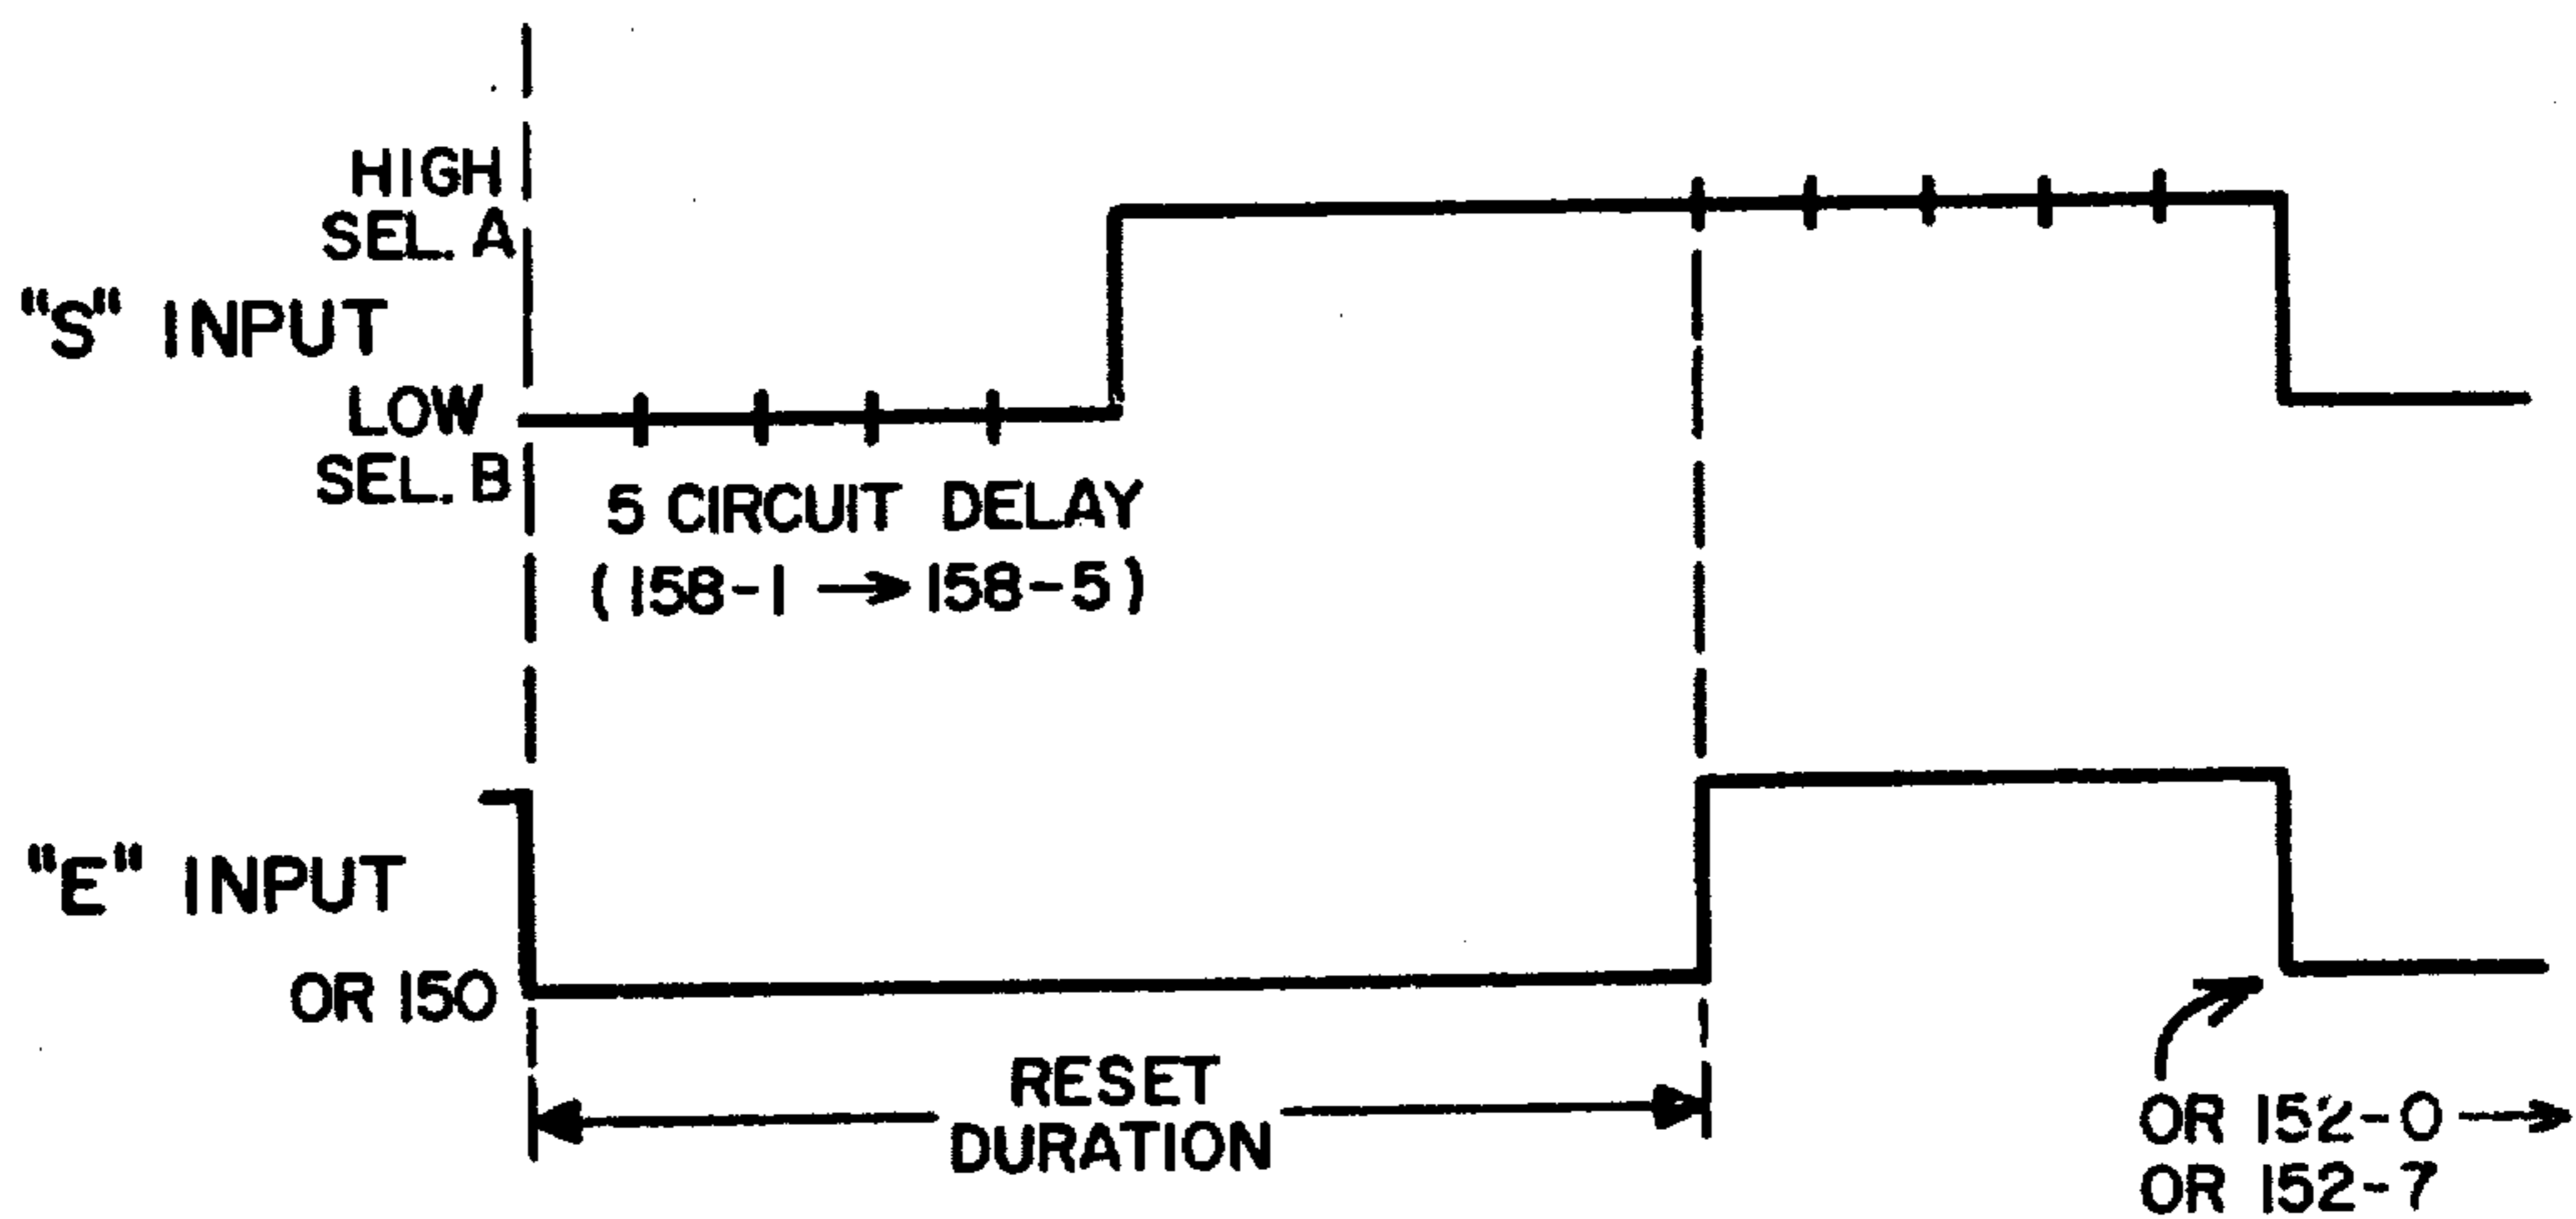 HIGH
SEL. A
"S" INPUT
LOW
SEL. B
5 CIRCUIT DELAY
(158-1 → 158-5)
"E" INPUT
OR 150
RESET
DURATION
OR 152-0 →
OR 152-7